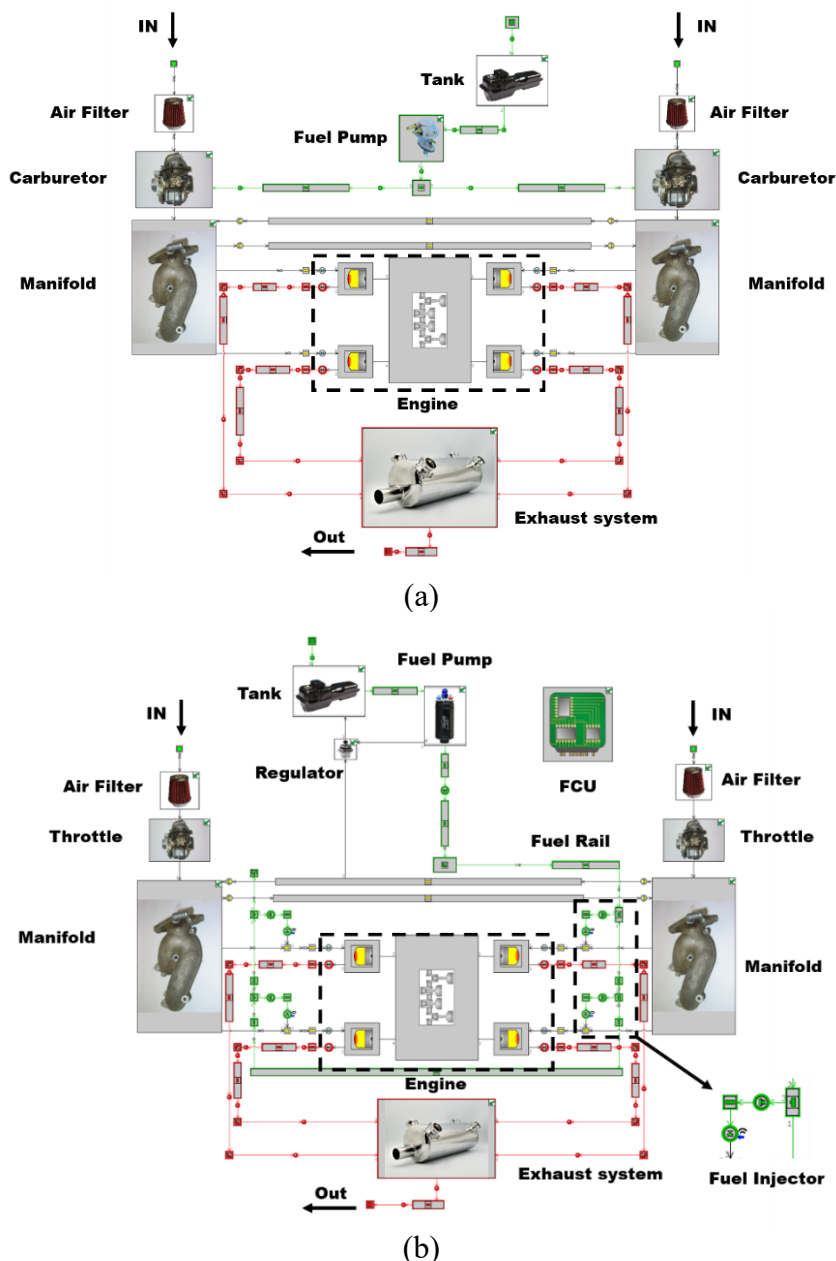 IN
IN
Tank
Air Filter
Fuel Pump
Air Filter
Carburetor
Carburetor
Manifold
Manifold
Engine
Exhaust system
Out
(a)
Fuel Pump
Tank
IN
IN
Regulator
FCU
Air Filter
Air Filter
Throttle
Fuel Rail
Throttle
Manifold
Manifold
Engine
Exhaust system
Fuel Injector
Out
(b)